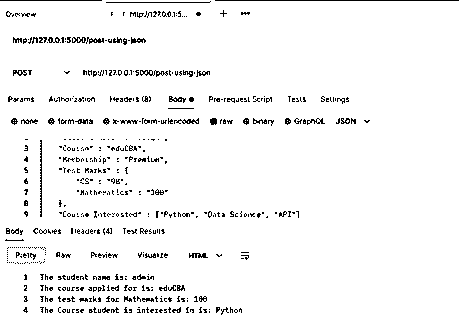 Overview
http://127.0.0.1:5...
http://127.0.0.1:5000/post-using-json
POST http://127.0.0.1:5000/post-using-json
Params Authorization Headers (8) Body Pre-request Script Tests Settings
none form-data x-www-form-urlencoded raw binary GraphQL JSON
3 "Course" : "eduCBA",
4 "Membership" : "Premium",
5 "Test Marks" : {
6 "CS" : "98",
7 "Mathematics" : "100"
8 },
9 "Course Interested" : ["Python", "Data Science", "API"]
Body Cookies Headers (4) Test Results
Pretty Raw Preview Visualize HTML
1 The student name is: admin
2 The course applied for is: eduCBA
3 The test marks for Mathematics is: 100
4 The Course student is interested in is: Python